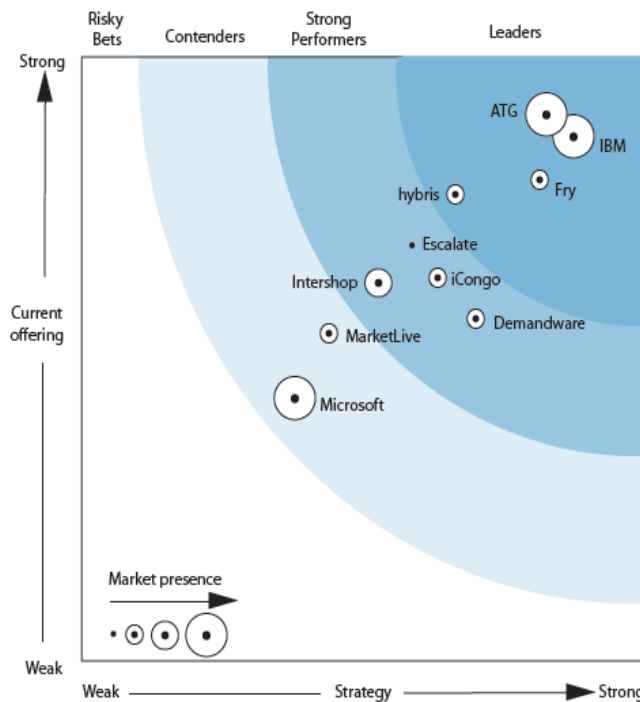 Risky
Bets
Contenders
Strong
Performers
Leaders
Strong
ATG
IBM
Fry
hybris
Escalate
Intershop
iCongo
Current
offering
MarketLive
Demandware
Microsoft
Market presence
Weak
Weak
Strategy
Strong